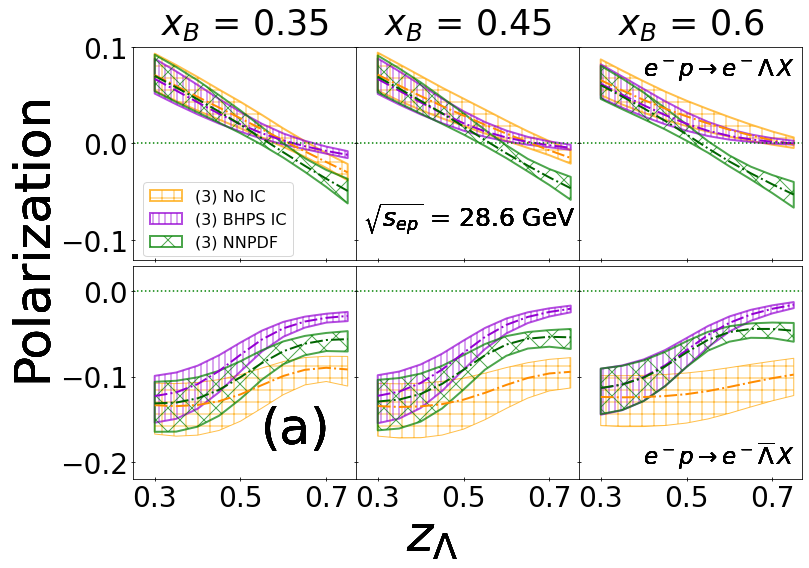 x_B = 0.35 x_B = 0.45 x_B = 0.6
Polarization
0.1
0.0
−0.1
(3) No IC
(3) BHPS IC
(3) NNPDF
√s_ep = 28.6 GeV
e⁻p→e⁻ΛX
0.0
−0.1
−0.2
(a)
e⁻p→e⁻Λ̅X
0.3 0.5 0.7 0.3 0.5 0.7 0.3 0.5 0.7
z_Λ